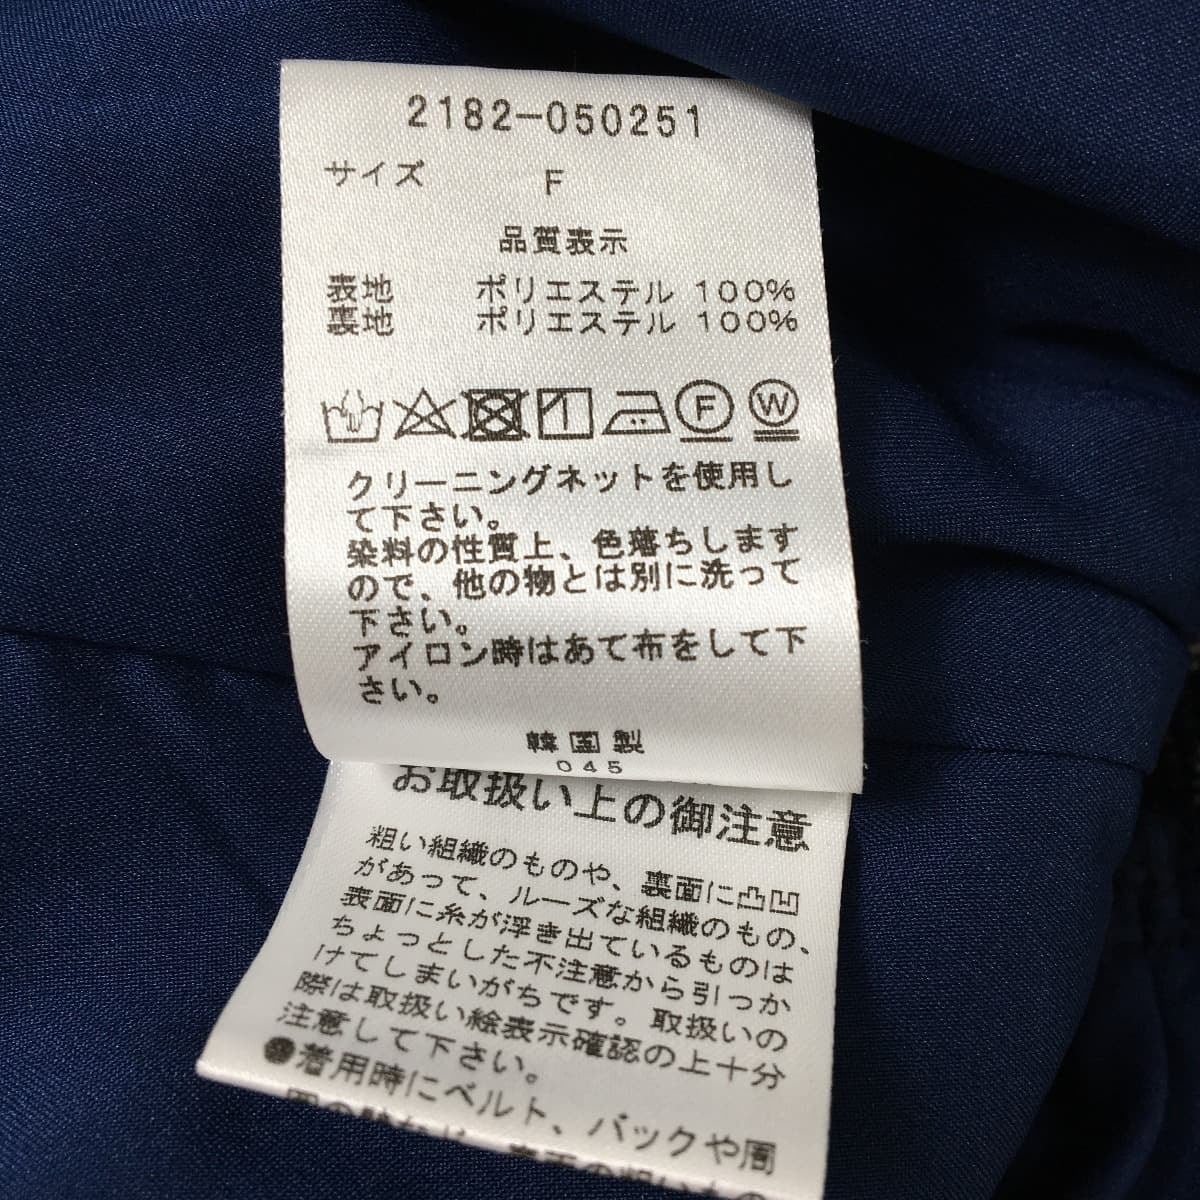 2182-050251
サイズ F
品質表示
表地 ポリエステル 100%
裏地 ポリエステル 100%
F W
クリーニングネットを使用し
て下さい。
染料の性質上、色落ちします
ので、他の物とは別に洗って
下さい。
アイロン時はあて布をして下
さい。
韓国製
045
お取扱い上の御注意
粗い組織のものや、裏面に凸凹
があって、ルーズな組織のもの、
表面に糸が浮き出ているものは
ちょっとした不注意から引っか
けてしまいがちです。取扱いの
際は取扱い絵表示確認の上十分
注意して下さい。
着用時にベルト、バックや周